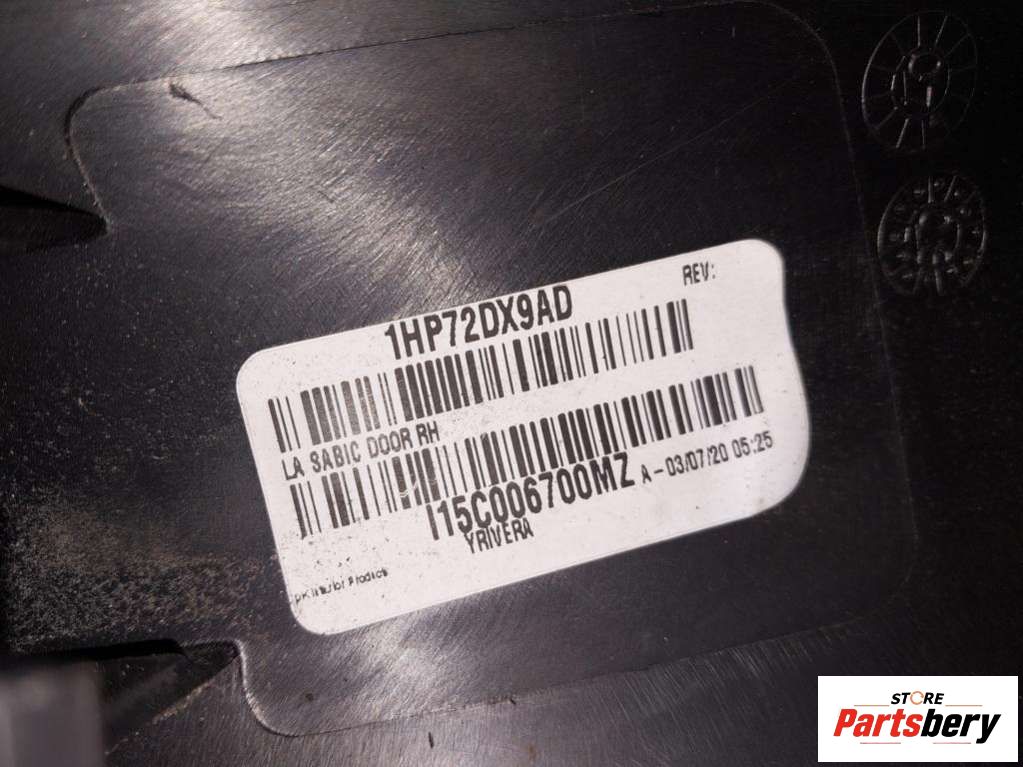 REV:
1HP72DX9AD
LA SABIC DOOR RH
I15C006700MZ A - 03/07/20 05:25
YRIVERA
STORE
Partsbery